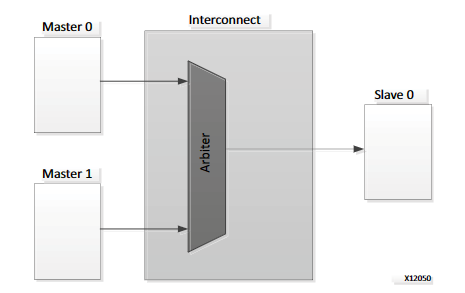 Interconnect
Master 0
Slave 0
Arbiter
Master 1
X12050